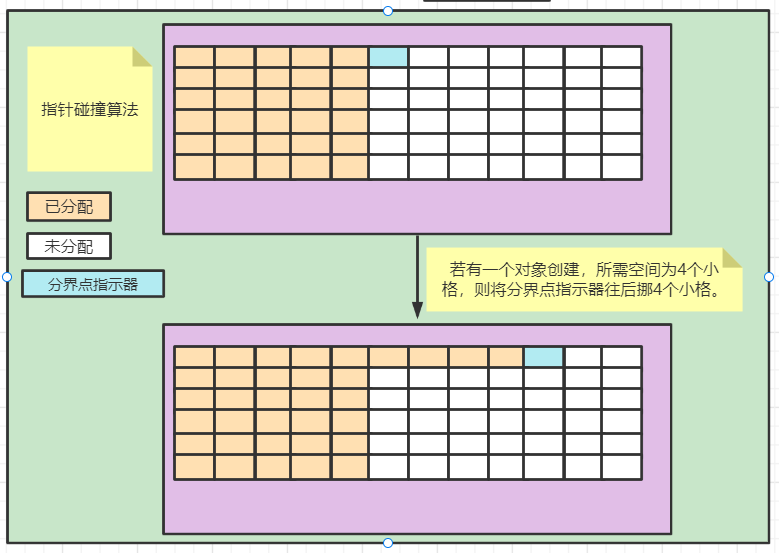 指针碰撞算法
已分配
未分配
分界点指示器
若有一个对象创建，所需空间为4个小
格，则将分界点指示器往后挪4个小格。